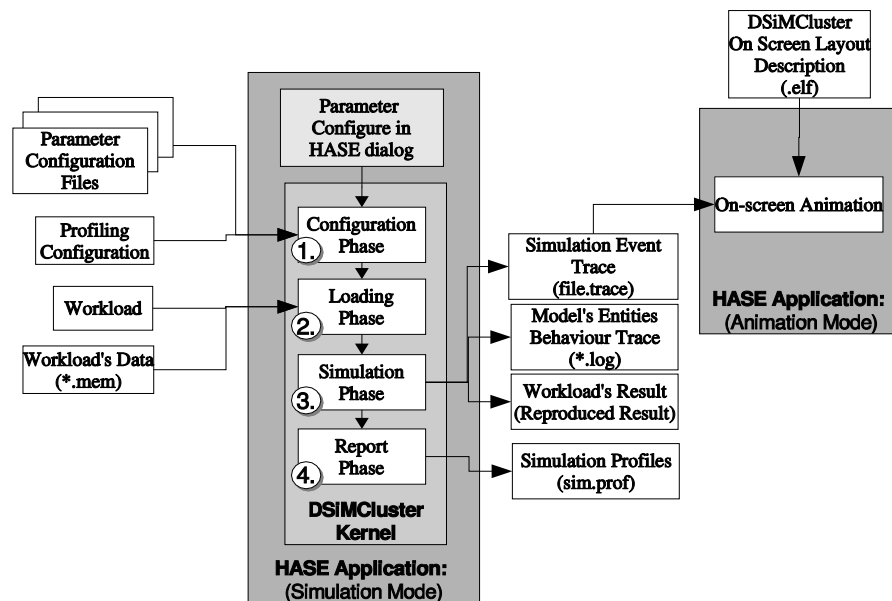 Parameter
Configuration
Files
Profiling
Configuration
Workload
Workload's Data
(*.mem)
Parameter
Configure in
HASE dialog
Configuration
Phase
1.
Loading
Phase
2.
Simulation
Phase
3.
Report
Phase
4.
DSiMCluster
Kernel
HASE Application:
(Simulation Mode)
Simulation Event
Trace
(file.trace)
Model's Entities
Behaviour Trace
(*.log)
Workload's Result
(Reproduced Result)
Simulation Profiles
(sim.prof)
DSiMCluster
On Screen Layout
Description
(.elf)
On-screen Animation
HASE Application:
(Animation Mode)